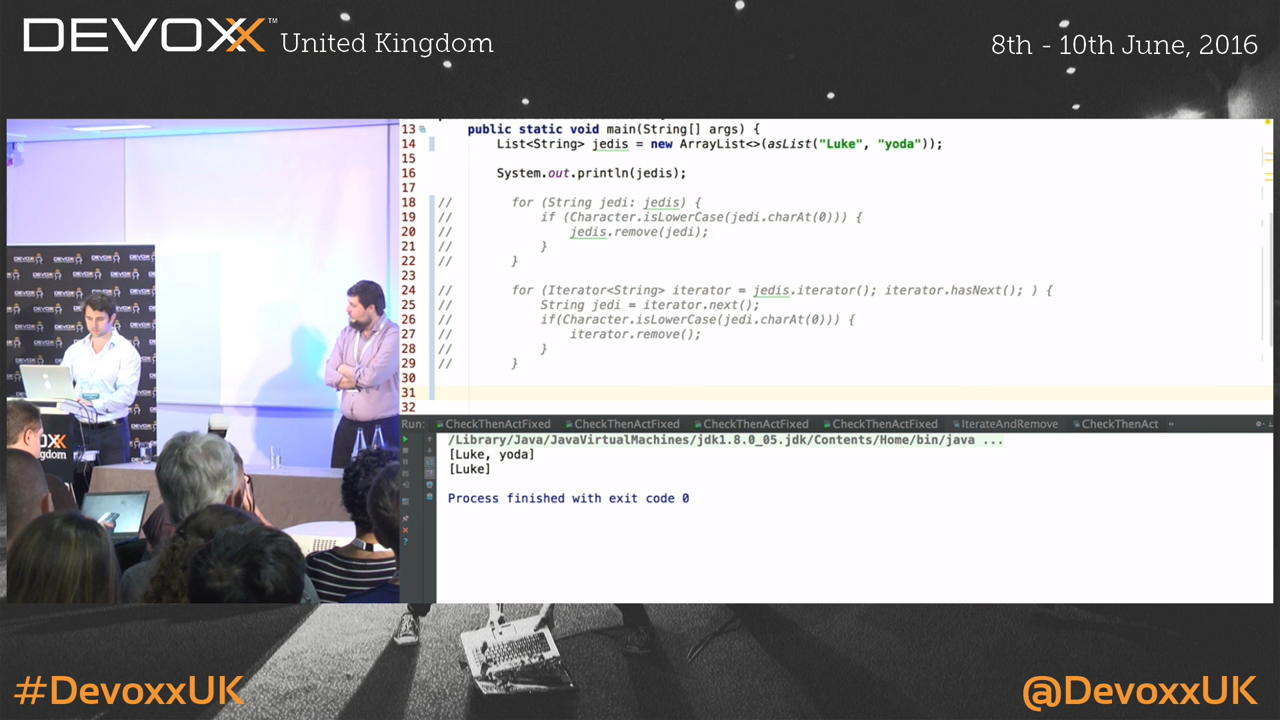 DEVOXX™ United Kingdom
8th - 10th June, 2016
13 public static void main(String[] args) {
14 List<String> jedis = new ArrayList<>(asList("Luke", "yoda"));
15
16 System.out.println(jedis);
17
18 // for (String jedi: jedis) {
19 // if (Character.isLowerCase(jedi.charAt(0))) {
20 // jedis.remove(jedi);
21 // }
22 // }
23
24 // for (Iterator<String> iterator = jedis.iterator(); iterator.hasNext(); ) {
25 // String jedi = iterator.next();
26 // if(Character.isLowerCase(jedi.charAt(0))) {
27 // iterator.remove();
28 // }
29 // }
30
31
32
Run: CheckThenActFixed CheckThenActFixed CheckThenActFixed CheckThenActFixed IterateAndRemove CheckThenAct
/Library/Java/JavaVirtualMachines/jdk1.8.0_05.jdk/Contents/Home/bin/java ...
[Luke, yoda]
[Luke]
Process finished with exit code 0
#DevoxxUK
@DevoxxUK